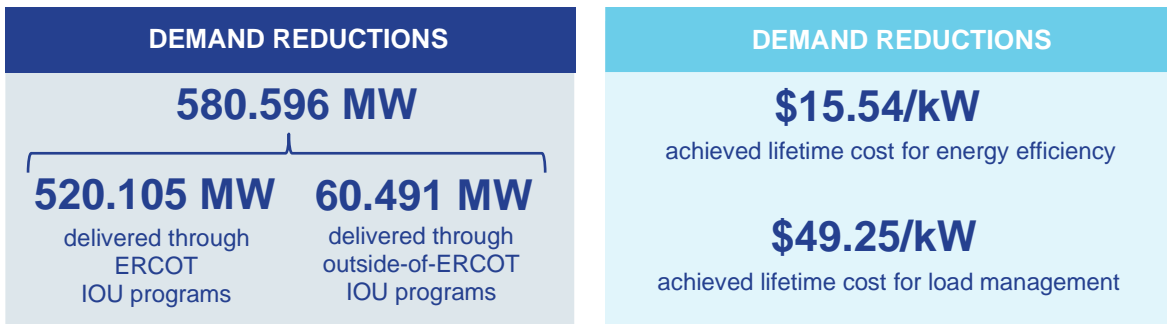 DEMAND REDUCTIONS
580.596 MW
520.105 MW
delivered through
ERCOT
IOU programs
60.491 MW
delivered through
outside-of-ERCOT
IOU programs
DEMAND REDUCTIONS
$15.54/kW
achieved lifetime cost for energy efficiency
$49.25/kW
achieved lifetime cost for load management